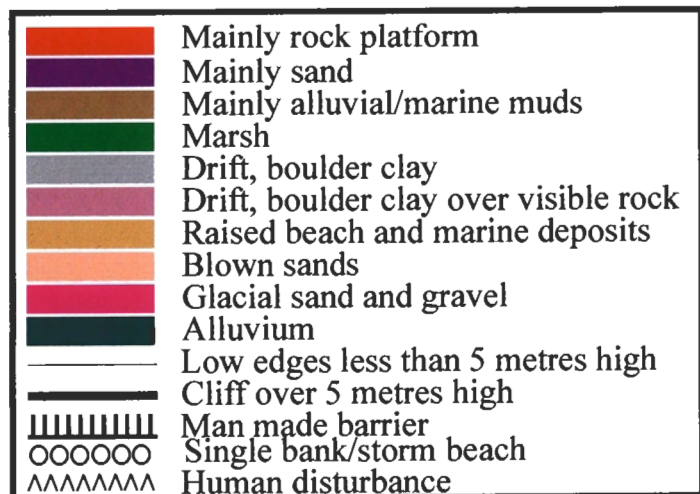 Mainly rock platform
Mainly sand
Mainly alluvial/marine muds
Marsh
Drift, boulder clay
Drift, boulder clay over visible rock
Raised beach and marine deposits
Blown sands
Glacial sand and gravel
Alluvium
Low edges less than 5 metres high
Cliff over 5 metres high
Man made barrier
Single bank/storm beach
Human disturbance